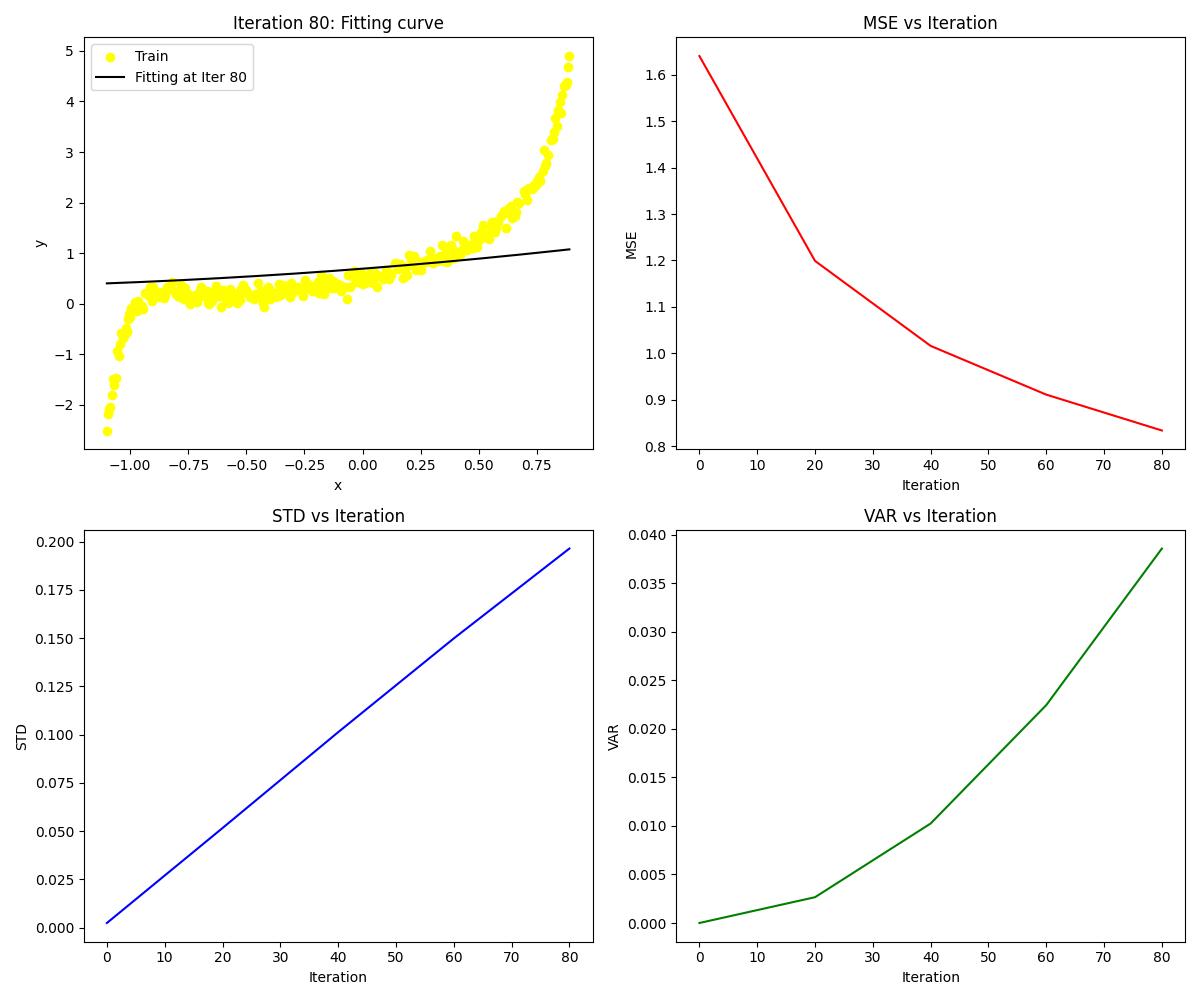 Iteration 80: Fitting curve
Train
Fitting at Iter 80
5
4
3
2
1
0
−1
−2
y
−1.00 −0.75 −0.50 −0.25 0.00 0.25 0.50 0.75
x
MSE vs Iteration
1.6
1.5
1.4
1.3
1.2
1.1
1.0
0.9
0.8
MSE
0 10 20 30 40 50 60 70 80
Iteration
STD vs Iteration
0.200
0.175
0.150
0.125
0.100
0.075
0.050
0.025
0.000
STD
0 10 20 30 40 50 60 70 80
Iteration
VAR vs Iteration
0.040
0.035
0.030
0.025
0.020
0.015
0.010
0.005
0.000
VAR
0 10 20 30 40 50 60 70 80
Iteration